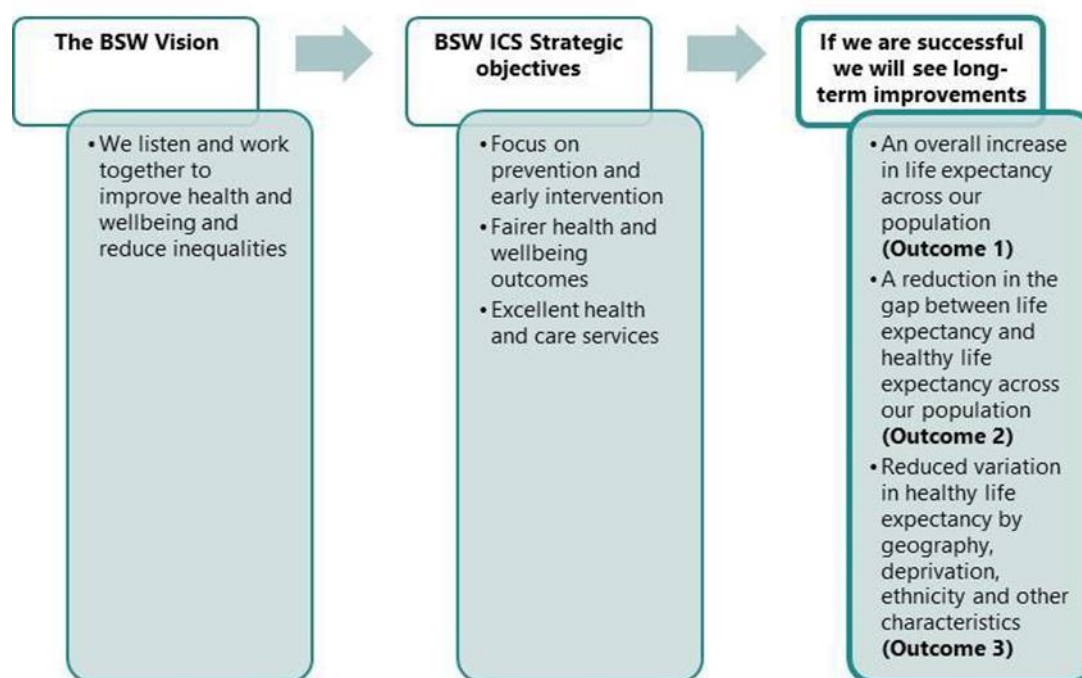 The BSW Vision
• We listen and work
together to
improve health and
wellbeing and
reduce inequalities
BSW ICS Strategic
objectives
• Focus on
prevention and
early intervention
• Fairer health and
wellbeing
outcomes
• Excellent health
and care services
If we are successful
we will see long-
term improvements
• An overall increase
in life expectancy
across our
population
(Outcome 1)
• A reduction in the
gap between life
expectancy and
healthy life
expectancy across
our population
(Outcome 2)
• Reduced variation
in healthy life
expectancy by
geography,
deprivation,
ethnicity and other
characteristics
(Outcome 3)